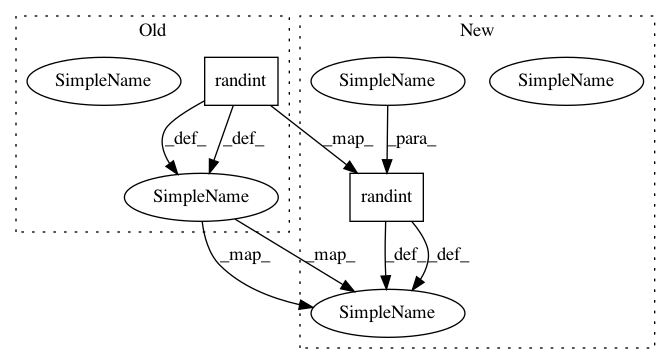 Old
New
SimpleName
randint
SimpleName
SimpleName
_def_
_def_
_map_
_para_
SimpleName
randint
_map_
_map_
_def_
_def_
SimpleName